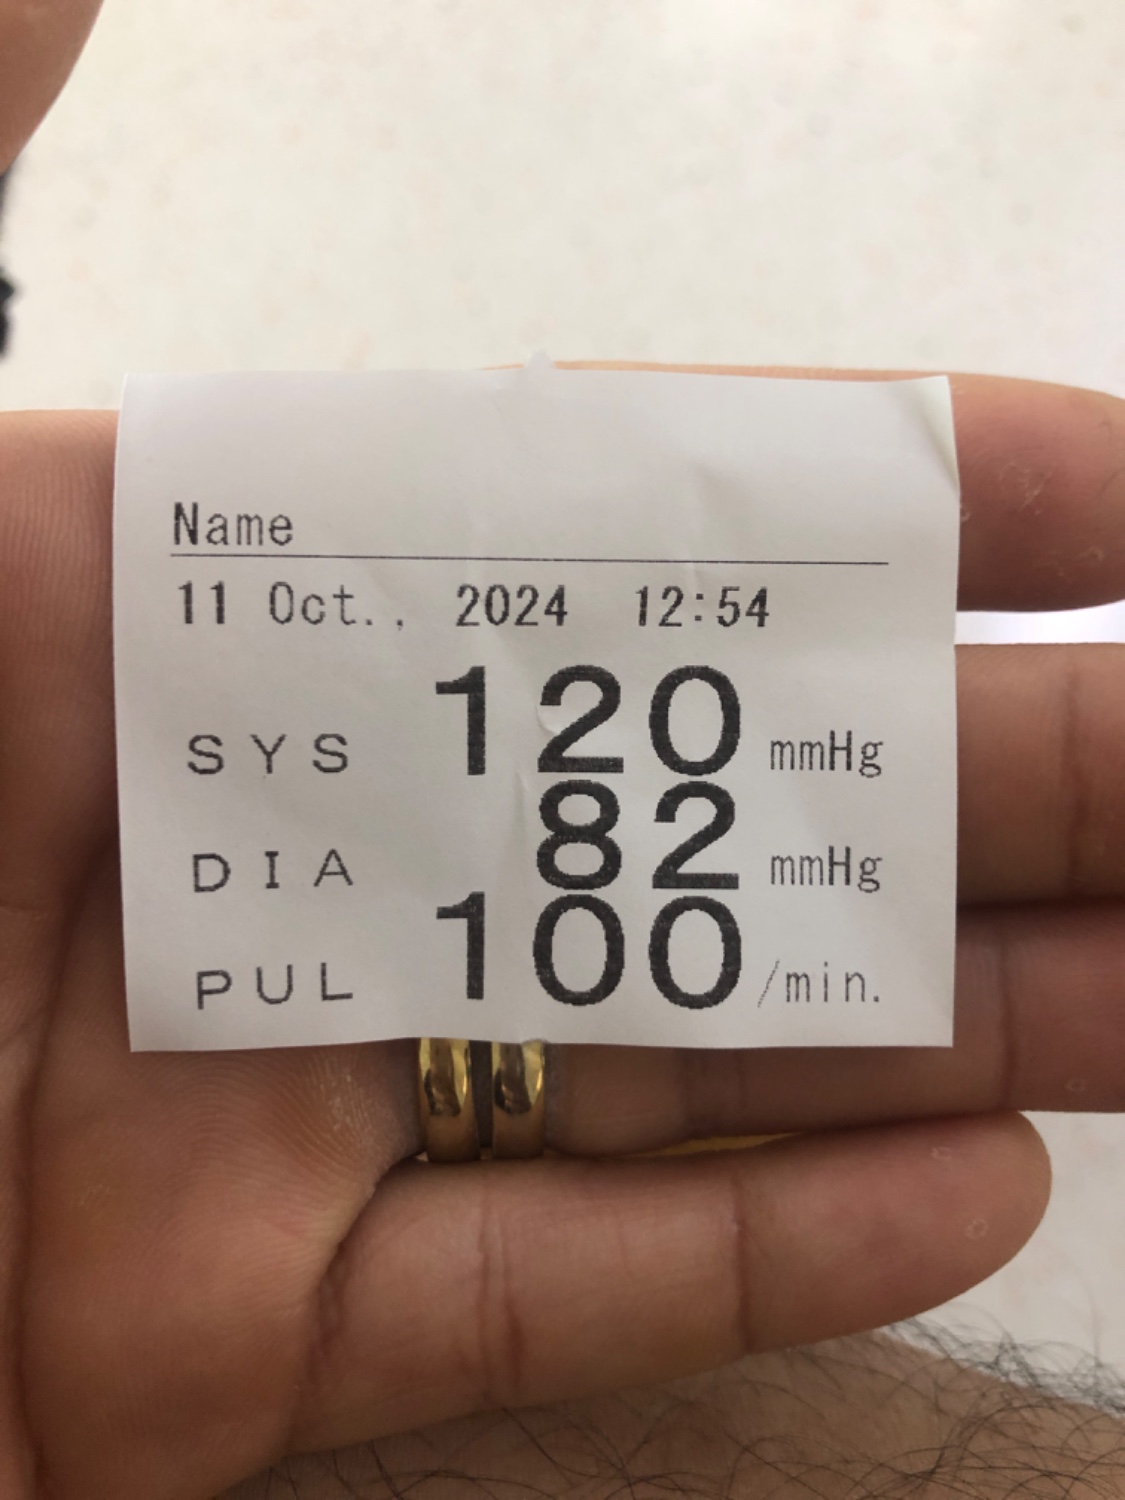 Name
11 Oct., 2024 12:54
SYS 120 mmHg
DIA 82 mmHg
PUL 100 /min.